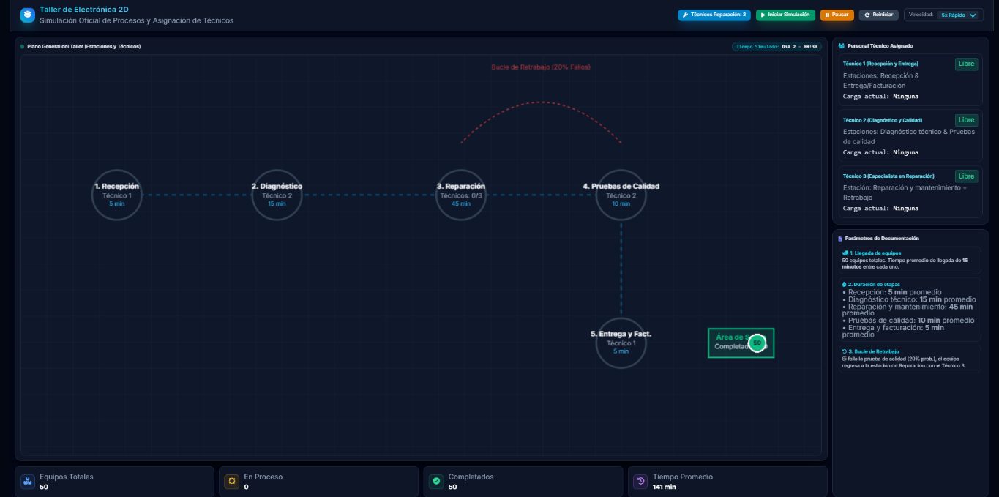 Taller de Electrónica 2D
Simulación Oficial de Procesos y Asignación de Técnicos
Técnicos Reparación: 3
Iniciar Simulación
Pausar
Reiniciar
Velocidad: 5x Rápido
Plano General del Taller (Estaciones y Técnicos)
Tiempo Simulado: Día 2 - 08:30
Bucle de Retrabajo (20% Fallos)
1. Recepción
Técnico 1
5 min
2. Diagnóstico
Técnico 2
15 min
3. Reparación
Técnicos: 0/3
45 min
4. Pruebas de Calidad
Técnico 2
10 min
5. Entrega y Fact.
Técnico 1
5 min
Área de
50
Equipos Totales
50
En Proceso
0
Completados
50
Tiempo Promedio
141 min
Personal Técnico Asignado
Técnico 1 (Recepción y Entrega)
Libre
Estaciones: Recepción &
Entrega/Facturación
Carga actual: Ninguna
Técnico 2 (Diagnóstico y Calidad)
Libre
Estaciones: Diagnóstico técnico & Pruebas
de calidad
Carga actual: Ninguna
Técnico 3 (Especialista en Reparación)
Libre
Estación: Reparación y mantenimiento +
Retrabajo
Carga actual: Ninguna
Parámetros de Documentación
1. Llegada de equipos
50 equipos totales. Tiempo promedio de llegada de 15
minutos entre cada uno.
2. Duración de etapas
• Recepción: 5 min promedio
• Diagnóstico técnico: 15 min promedio
• Reparación y mantenimiento: 45 min
promedio
• Pruebas de calidad: 10 min promedio
• Entrega y facturación: 5 min
promedio
3. Bucle de Retrabajo
Si falla la prueba de calidad (20% prob.), el equipo
regresa a la estación de Reparación con el Técnico 3.